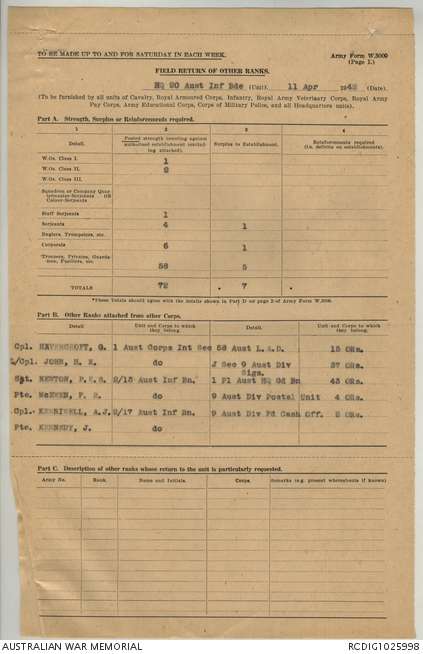 TO BE MADE UP TO AND FOR SATURDAY IN EACH WEEK.
Army Form W.3009
(Page 1.)
FIELD RETURN OF OTHER RANKS.
HQ 20 Aust Inf Bde (Unit). 11 Apr 1942 (Date).
(To be furnished by all units of Cavalry, Royal Armoured Corps, Infantry, Royal Army Veterinary Corps, Royal Army
Pay Corps, Army Educational Corps, Corps of Military Police, and all Headquarters units).
Part A. Strength, Surplus or Reinforcements required.
1 2 3 4
Detail. Posted strength counting against authorised establishment (excluding attached). Surplus to Establishment. Reinforcements required (i.e. deficits on establishment).
W.Os. Class I. 1
W.Os. Class II. 2
W.Os. Class III.
Squadron or Company Quartermaster-Serjeants OR Colour-Serjeants
Staff Serjeants 1
Serjeants 4 1
Buglers, Trumpeters, etc.
Corporals 6 1
Troopers, Privates, Guardsmen, Fusiliers, etc. 58 5
TOTALS 72 7
*These Totals should agree with the details shown in Part D on page 2 of Army Form W.3009.
Part B. Other Ranks attached from other Corps.
Detail Unit and Corps to which they belong. Detail Unit and Corps to which they belong.
Cpl. G. 1 Aust Corps Int Sec 58 Aust L.A.D. 15 ORs.
L/Cpl. JOHN, H. E. do J Sec 9 Aust Div Sigs. 37 ORs
Spt. 2/13 Aust Inf Bn. 1 Pl Aust HQ Gd Bn 43 ORs
Pte. do 9 Aust Div Postal Unit 4 ORs
Cpl. A.J. 2/17 Aust Inf Bn. 9 Aust Div Fd Cash Off. 2 ORs
Pte. KENNEDY, J. do
Part C. Description of other ranks whose return to the unit is particularly requested.
Army No. Rank. Name and Initials. Corps. Remarks (e.g. present whereabouts if known)
AUSTRALIAN WAR MEMORIAL RCDIG1025998